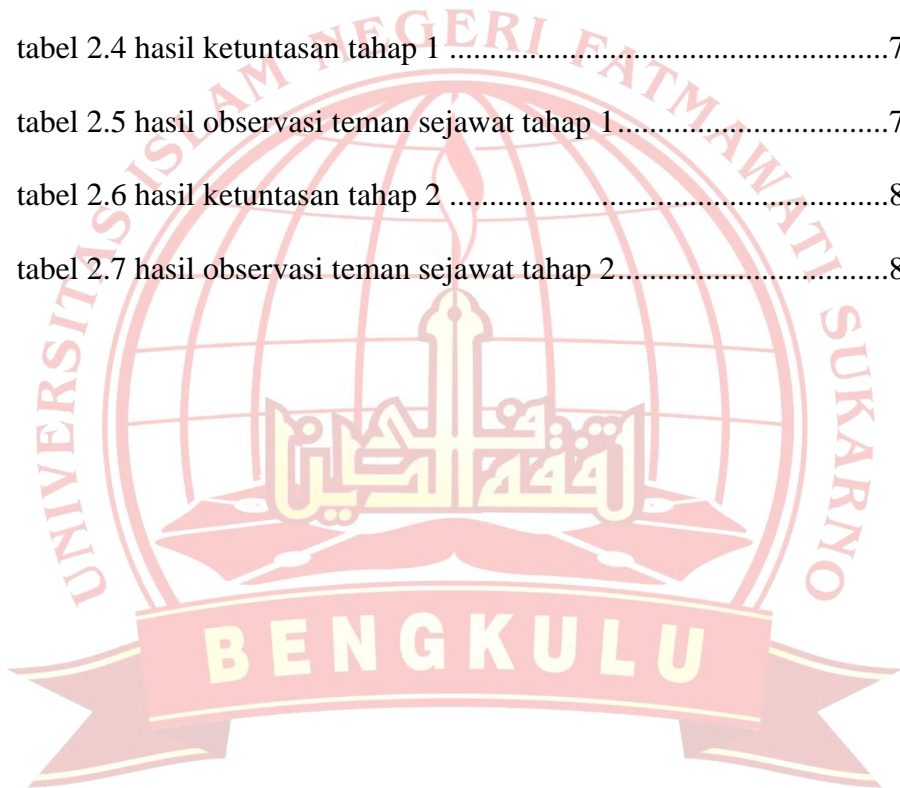 tabel 2.4 hasil ketuntasan tahap 1 ....................................................7
tabel 2.5 hasil observasi teman sejawat tahap 1...............................7
tabel 2.6 hasil ketuntasan tahap 2 ....................................................8
tabel 2.7 hasil observasi teman sejawat tahap 2...............................8
UNIVERSITAS ISLAM NEGERI FATMAWATI SUKARNO
BENGKULU